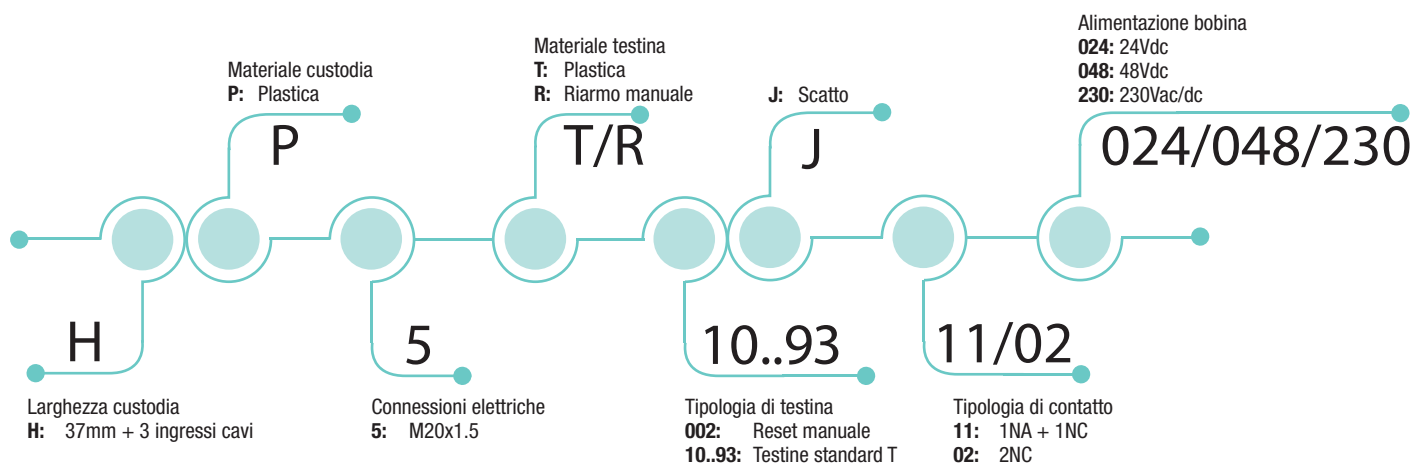 Materiale custodia
P: Plastica
P
Materiale testina
T: Plastica
R: Riarmo manuale
T/R
J: Scatto
J
Alimentazione bobina
024: 24Vdc
048: 48Vdc
230: 230Vac/dc
024/048/230
H
Larghezza custodia
H: 37mm + 3 ingressi cavi
5
Connessioni elettriche
5: M20x1.5
10..93
Tipologia di testina
002: Reset manuale
10..93: Testine standard T
11/02
Tipologia di contatto
11: 1NA + 1NC
02: 2NC